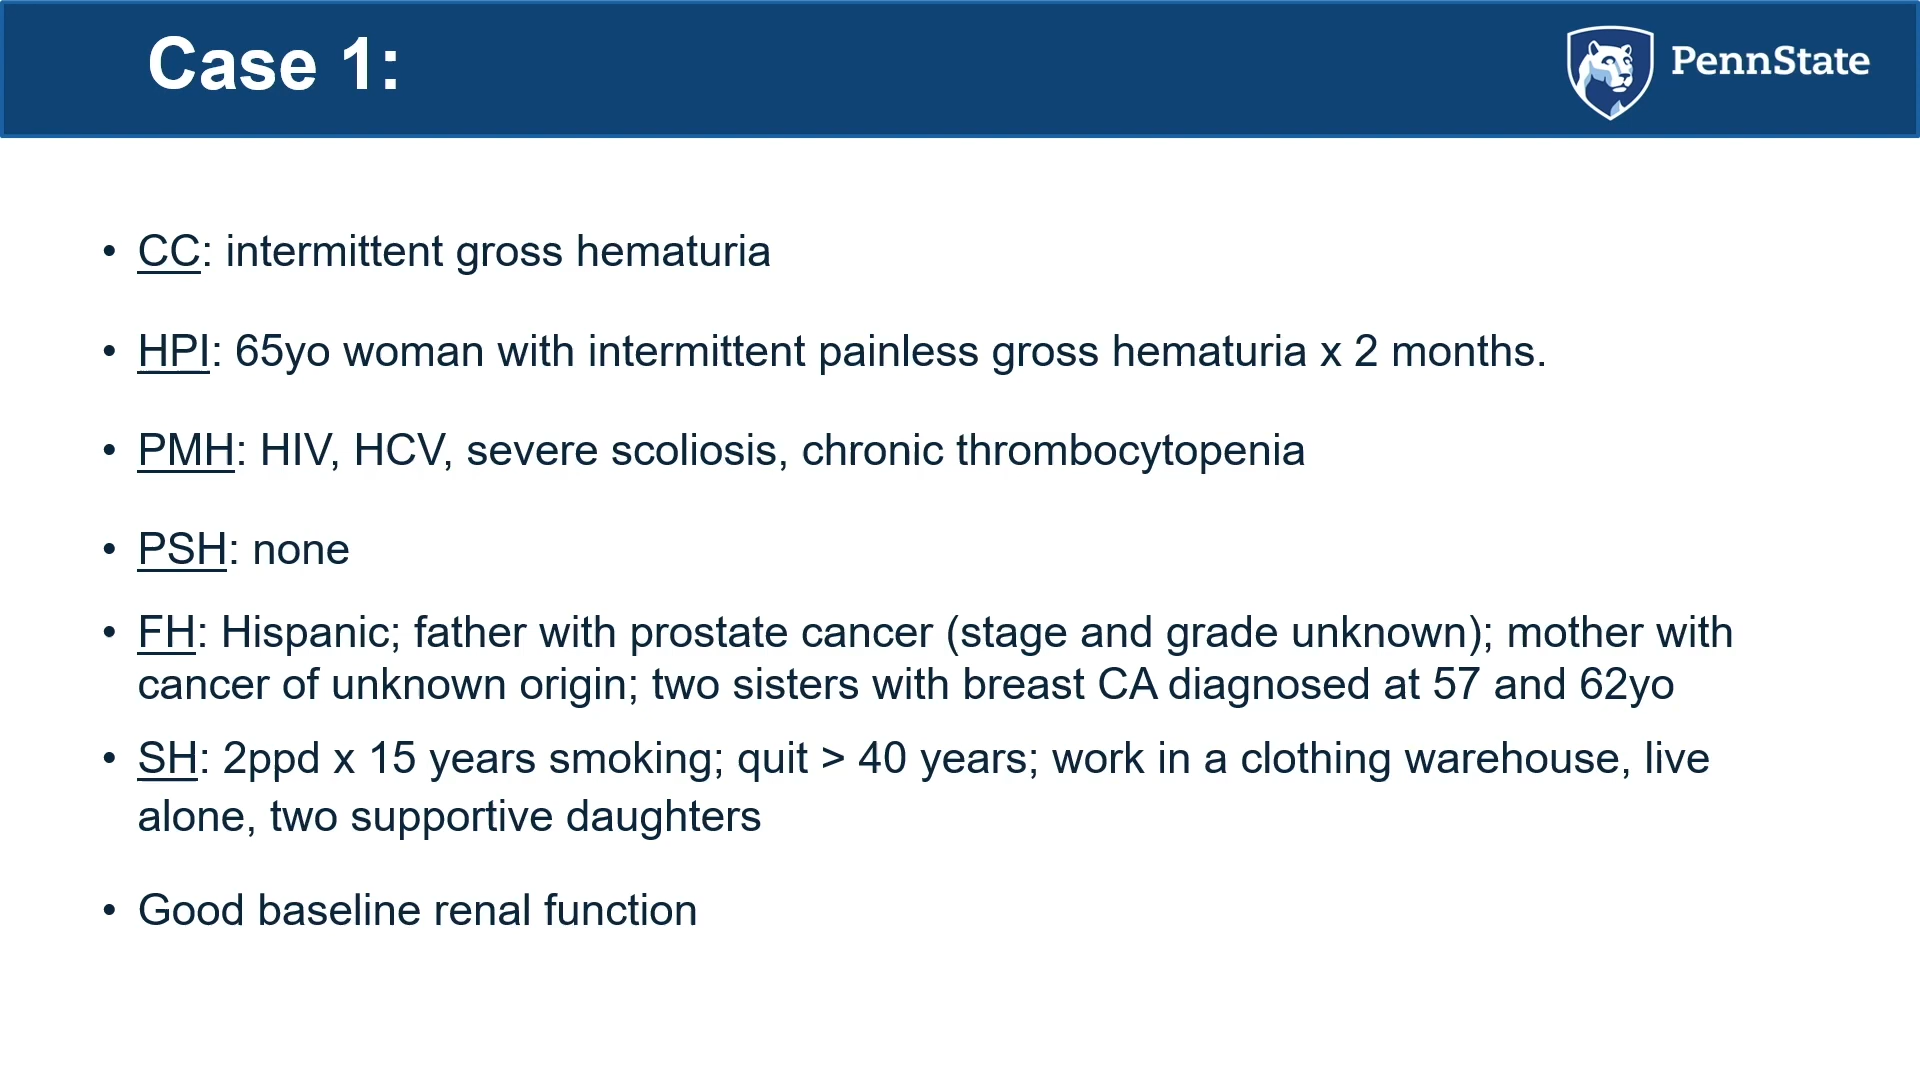 Case 1:
PennState
• CC: intermittent gross hematuria
• HPI: 65yo woman with intermittent painless gross hematuria x 2 months.
• PMH: HIV, HCV, severe scoliosis, chronic thrombocytopenia
• PSH: none
• FH: Hispanic; father with prostate cancer (stage and grade unknown); mother with
cancer of unknown origin; two sisters with breast CA diagnosed at 57 and 62yo
• SH: 2ppd x 15 years smoking; quit > 40 years; work in a clothing warehouse, live
alone, two supportive daughters
• Good baseline renal function